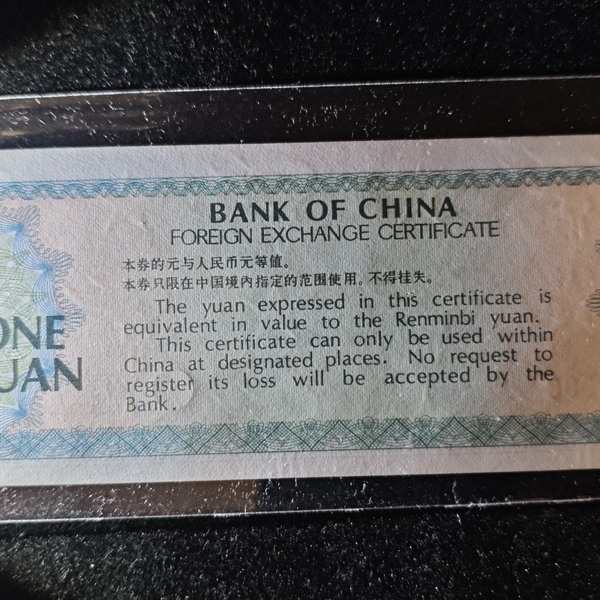 BANK OF CHINA
FOREIGN EXCHANGE CERTIFICATE
本券的元与人民币元等值。
本券只限在中国境内指定的范围使用。不得挂失。
The yuan expressed in this certificate is
equivalent in value to the Renminbi yuan.
This certificate can only be used within
China at designated places. No request to
register its loss will be accepted by the
Bank.
ONE
YUAN